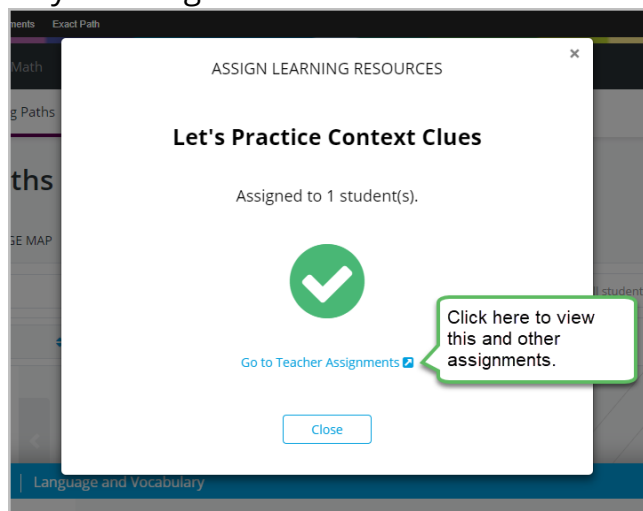 ments Exact Path
Math
ASSIGN LEARNING RESOURCES
×
g Paths
Let's Practice Context Clues
ths
Assigned to 1 student(s).
GE MAP
ll student
Click here to view
this and other
assignments.
Go to Teacher Assignments
Close
Language and Vocabulary